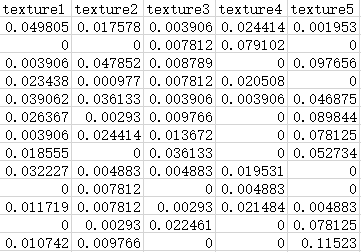 texture1 texture2 texture3 texture4 texture5
0.049805 0.017578 0.003906 0.024414 0.001953
0 0 0.007812 0.079102 0
0.003906 0.047852 0.008789 0 0.097656
0.023438 0.000977 0.007812 0.020508 0
0.039062 0.036133 0.003906 0.003906 0.046875
0.026367 0.00293 0.009766 0 0.089844
0.003906 0.024414 0.013672 0 0.078125
0.018555 0 0.036133 0 0.052734
0.032227 0.004883 0.004883 0.019531 0
0 0.007812 0 0.004883 0
0.011719 0.007812 0.00293 0.021484 0.004883
0 0.00293 0.022461 0 0.078125
0.010742 0.009766 0 0 0.11523